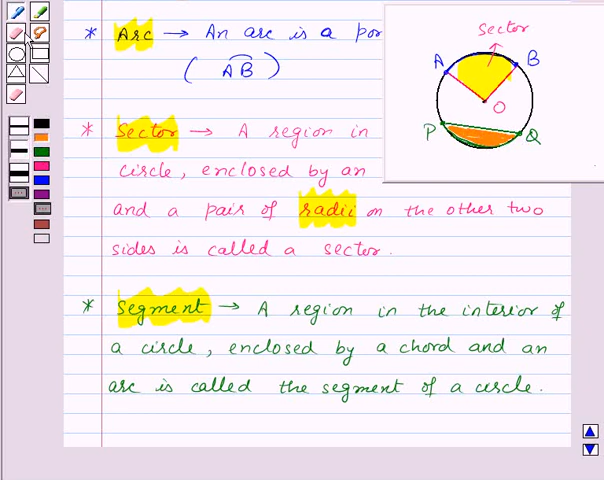 * Arc → An arc is a por
( AB )
* Sector → A region in
circle, enclosed by an
and a pair of radii on the other two
sides is called a sector.
* Segment → A region in the interior of
a circle, enclosed by a chord and an
arc is called the segment of a circle.
Sector
A
B
O
P
Q